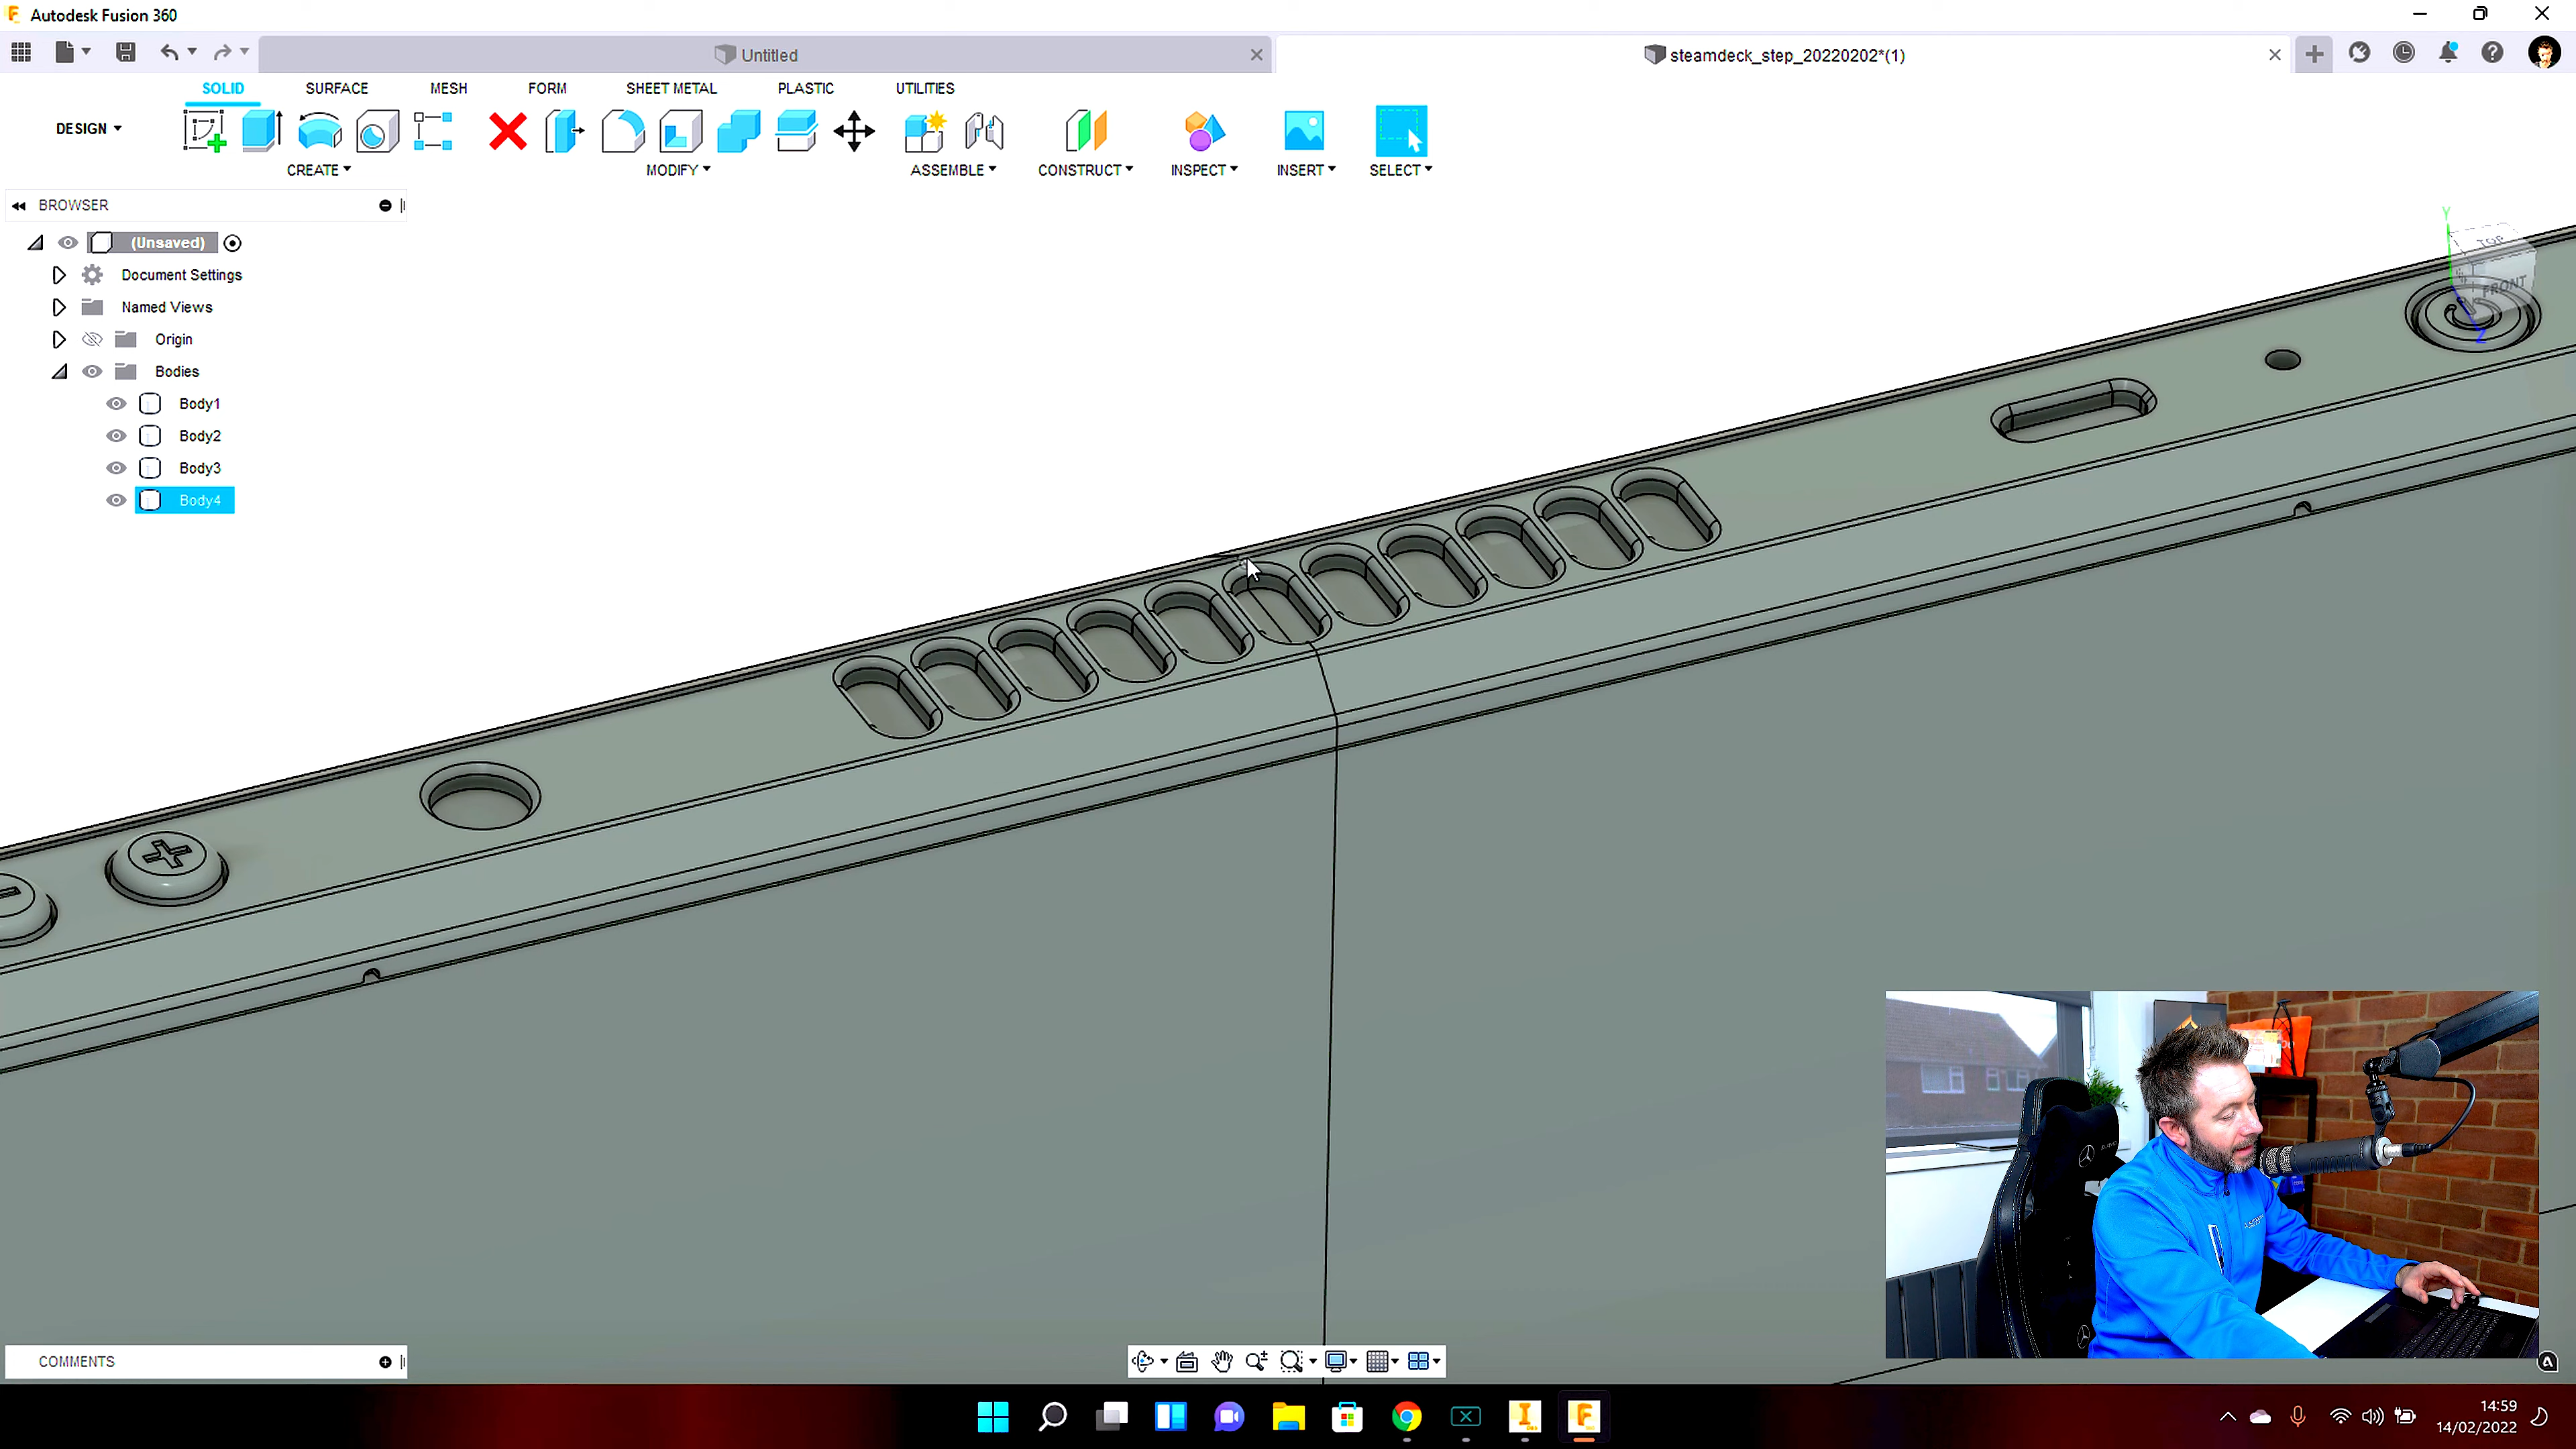 Autodesk Fusion 360
Untitled
steamdeck_step_20220202*(1)
SOLID SURFACE MESH FORM SHEET METAL PLASTIC UTILITIES
DESIGN
CREATE MODIFY ASSEMBLE CONSTRUCT INSPECT INSERT SELECT
BROWSER
(Unsaved)
Document Settings
Named Views
Origin
Bodies
Body1
Body2
Body3
Body4
Y
TOP
FRONT
Z
COMMENTS
14:59
14/02/2022